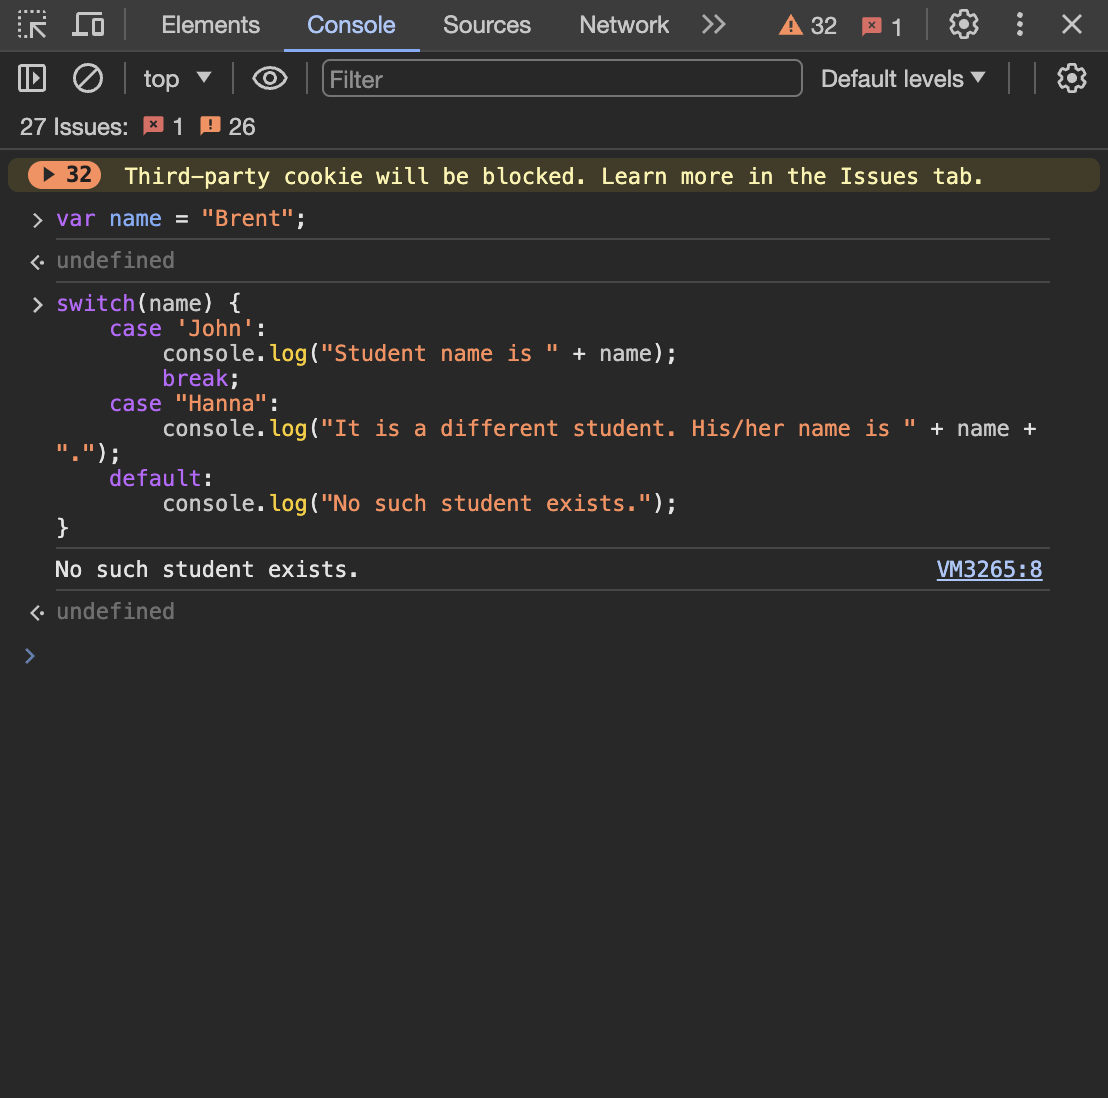 Elements Console Sources Network 32 1
top Filter Default levels
27 Issues: 1 26
32 Third-party cookie will be blocked. Learn more in the Issues tab.
> var name = "Brent";
undefined
> switch(name) {
    case 'John':
        console.log("Student name is " + name);
        break;
    case "Hanna":
        console.log("It is a different student. His/her name is " + name +
".");
    default:
        console.log("No such student exists.");
}
No such student exists. VM3265:8
undefined
>